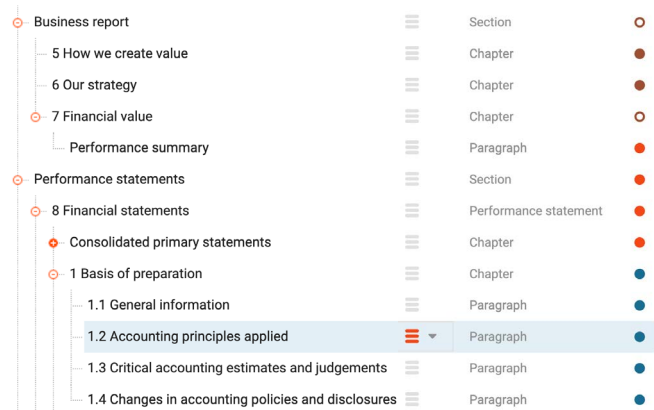 Business report Section
5 How we create value Chapter
6 Our strategy Chapter
7 Financial value Chapter
Performance summary Paragraph
Performance statements Section
8 Financial statements Performance statement
Consolidated primary statements Chapter
1 Basis of preparation Chapter
1.1 General information Paragraph
1.2 Accounting principles applied Paragraph
1.3 Critical accounting estimates and judgements Paragraph
1.4 Changes in accounting policies and disclosures Paragraph